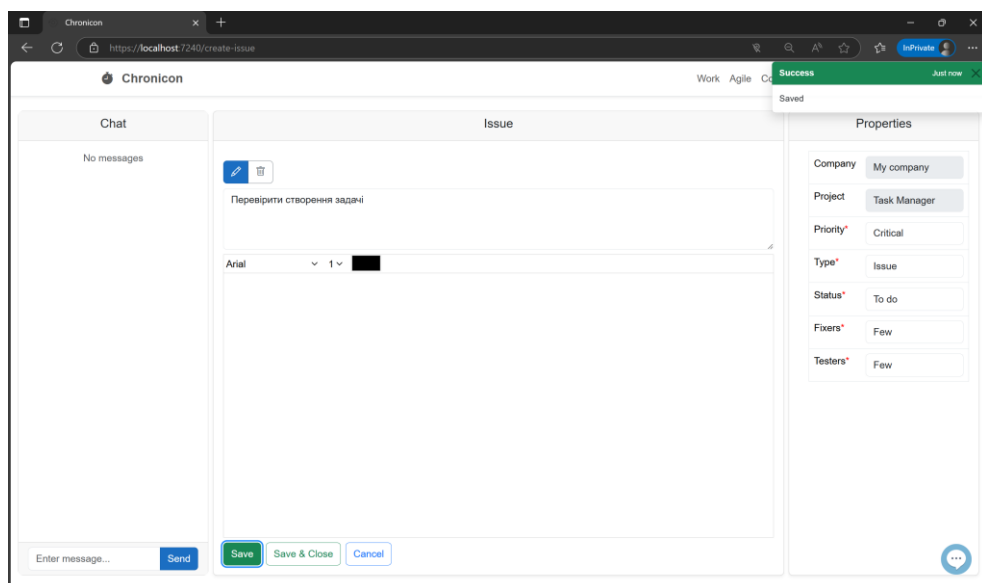 Chronicon
https://localhost:7240/create-issue
InPrivate
Chronicon
Work Agile
Success Just now
Saved
Chat
No messages
Enter message... Send
Issue
Перевірити створення задачі
Arial 1
Save Save & Close Cancel
Properties
Company My company
Project Task Manager
Priority* Critical
Type* Issue
Status* To do
Fixers* Few
Testers* Few